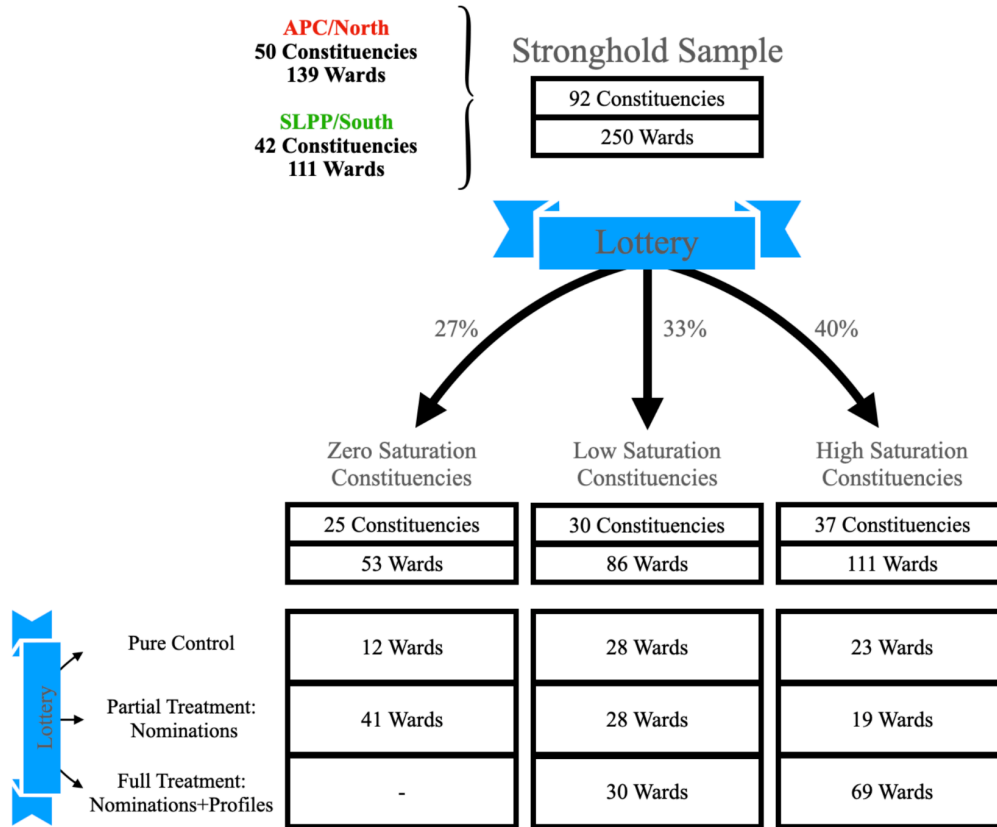 APC/North
50 Constituencies
139 Wards
SLPP/South
42 Constituencies
111 Wards
Stronghold Sample
92 Constituencies
250 Wards
Lottery
27%
33%
40%
Zero Saturation
Constituencies
Low Saturation
Constituencies
High Saturation
Constituencies
25 Constituencies
30 Constituencies
37 Constituencies
53 Wards
86 Wards
111 Wards
Lottery
Pure Control
12 Wards
28 Wards
23 Wards
Partial Treatment:
Nominations
41 Wards
28 Wards
19 Wards
Full Treatment:
Nominations+Profiles
-
30 Wards
69 Wards